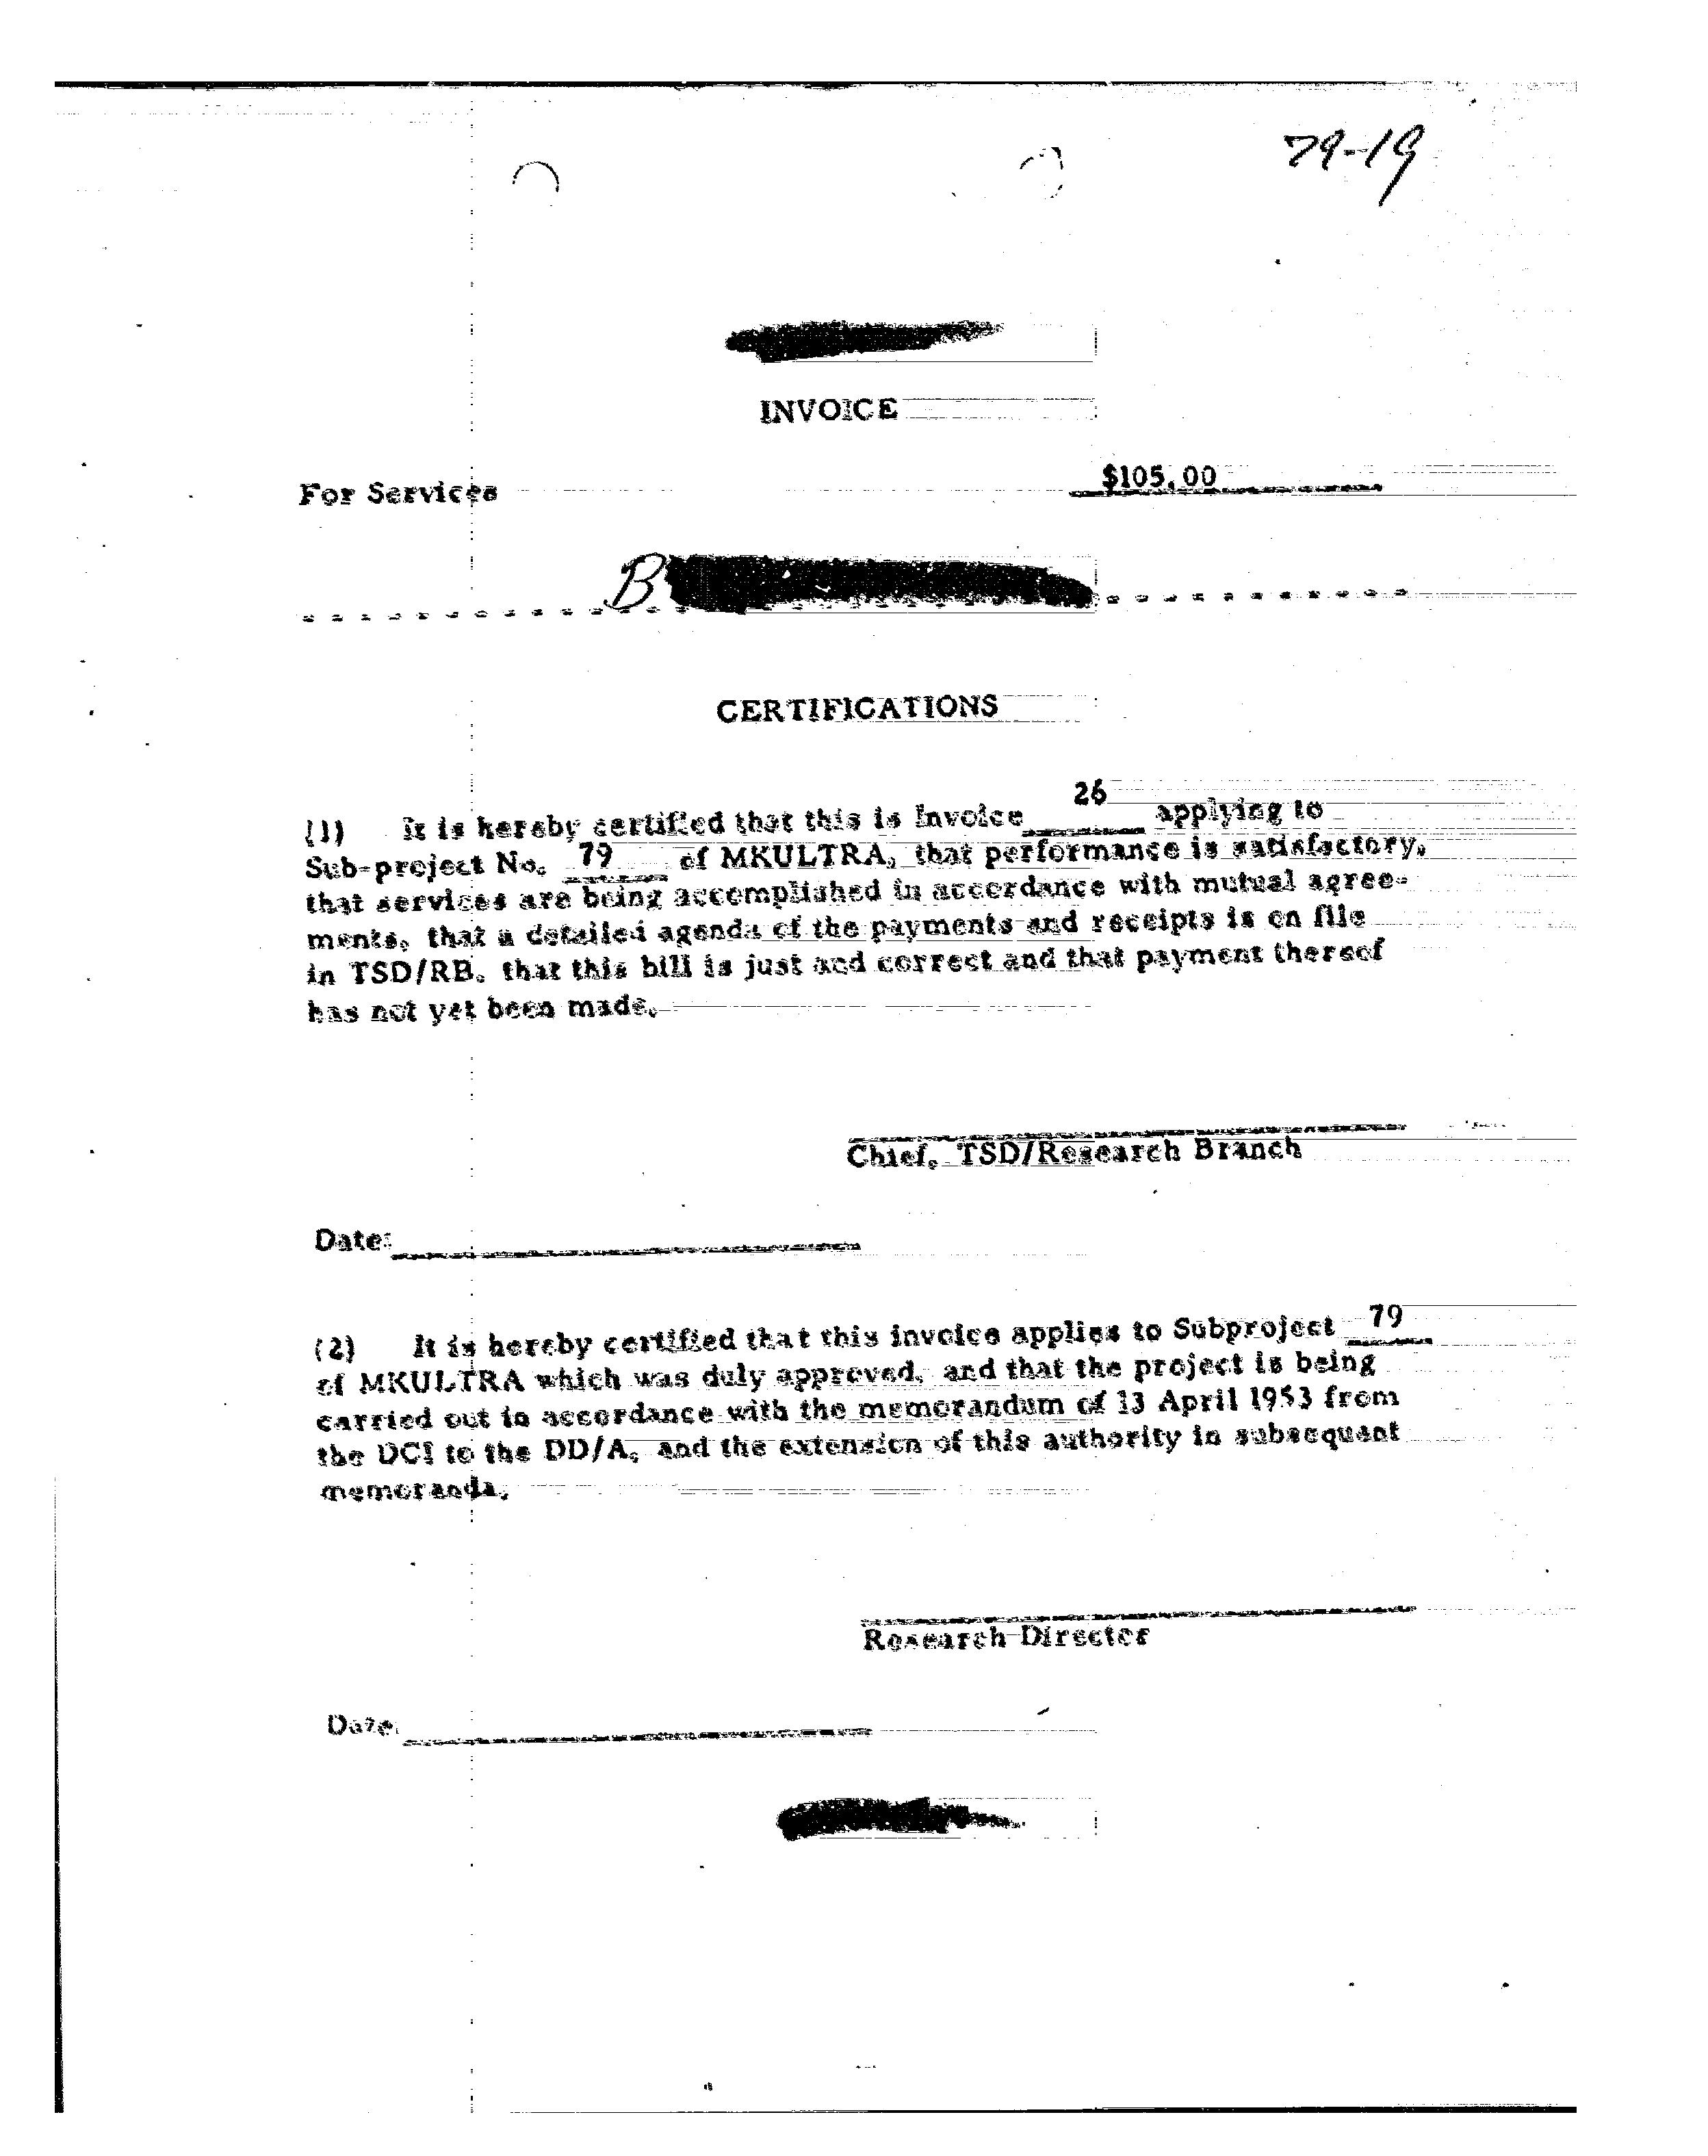 79-19
INVOICE
For Services $105.00
B
CERTIFICATIONS
(1) It is hereby certified that this is Invoice 26 applying to
Sub-project No. 79 of MKULTRA, that performance is satisfactory,
that services are being accomplished in accordance with mutual agree-
ments, that a detailed agenda of the payments and receipts is on file
in TSD/RB, that this bill is just and correct and that payment thereof
has not yet been made.
Chief, TSD/Research Branch
Date:
(2) It is hereby certified that this invoice applies to Subproject 79
of MKULTRA which was duly approved, and that the project is being
carried out in accordance with the memorandum of 13 April 1953 from
the DCI to the DD/A, and the extension of this authority in subsequent
memoranda.
Research Director
Date: